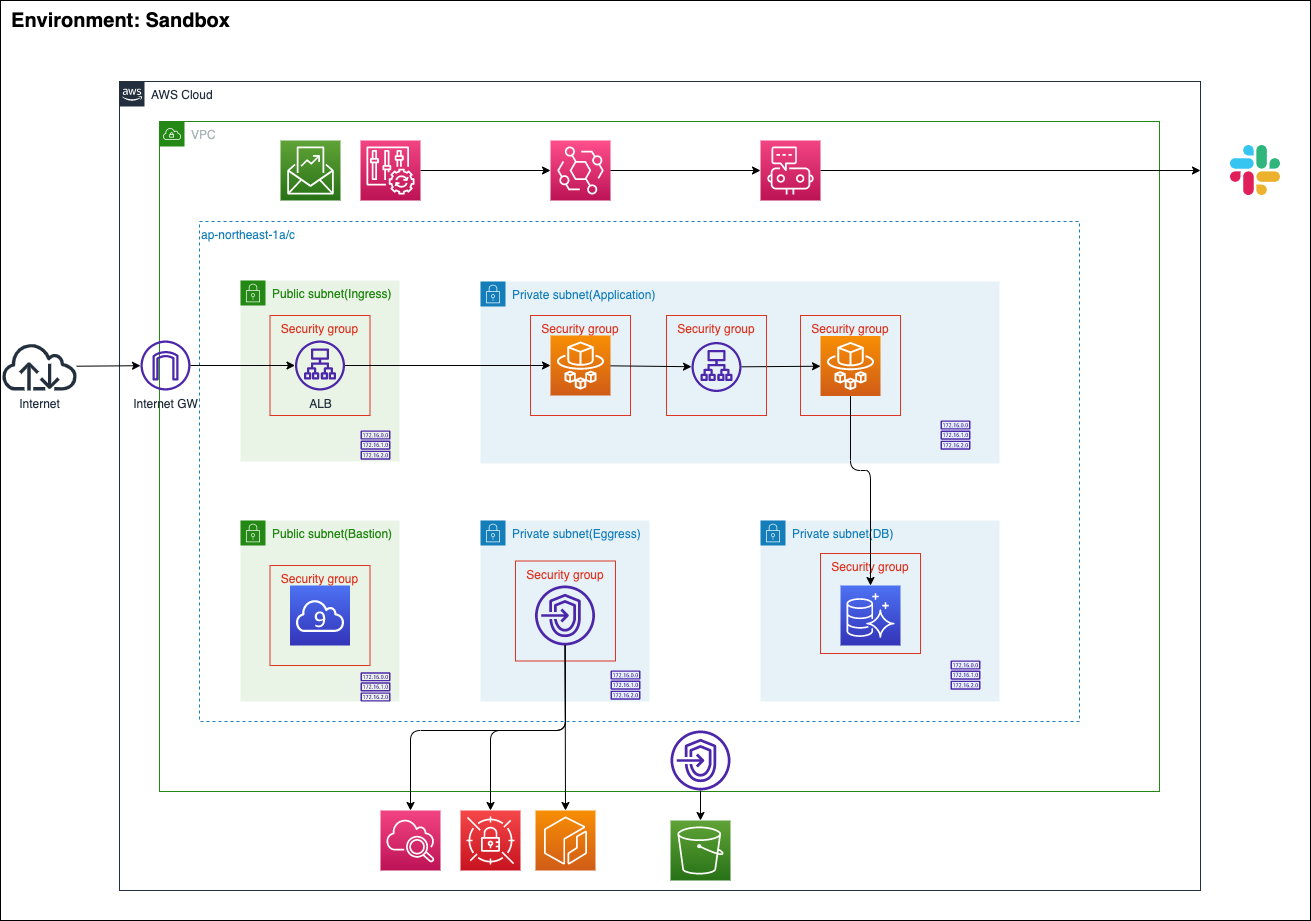 Environment: Sandbox
aws
AWS Cloud
VPC
ap-northeast-1a/c
Public subnet(Ingress)
Security group
ALB
172.16.0.0
172.16.1.0
172.16.2.0
Private subnet(Application)
Security group
Security group
Security group
172.16.0.0
172.16.1.0
172.16.2.0
Internet
Internet GW
Public subnet(Bastion)
Security group
9
172.16.0.0
172.16.1.0
172.16.2.0
Private subnet(Eggress)
Security group
172.16.0.0
172.16.1.0
172.16.2.0
Private subnet(DB)
Security group
172.16.0.0
172.16.1.0
172.16.2.0